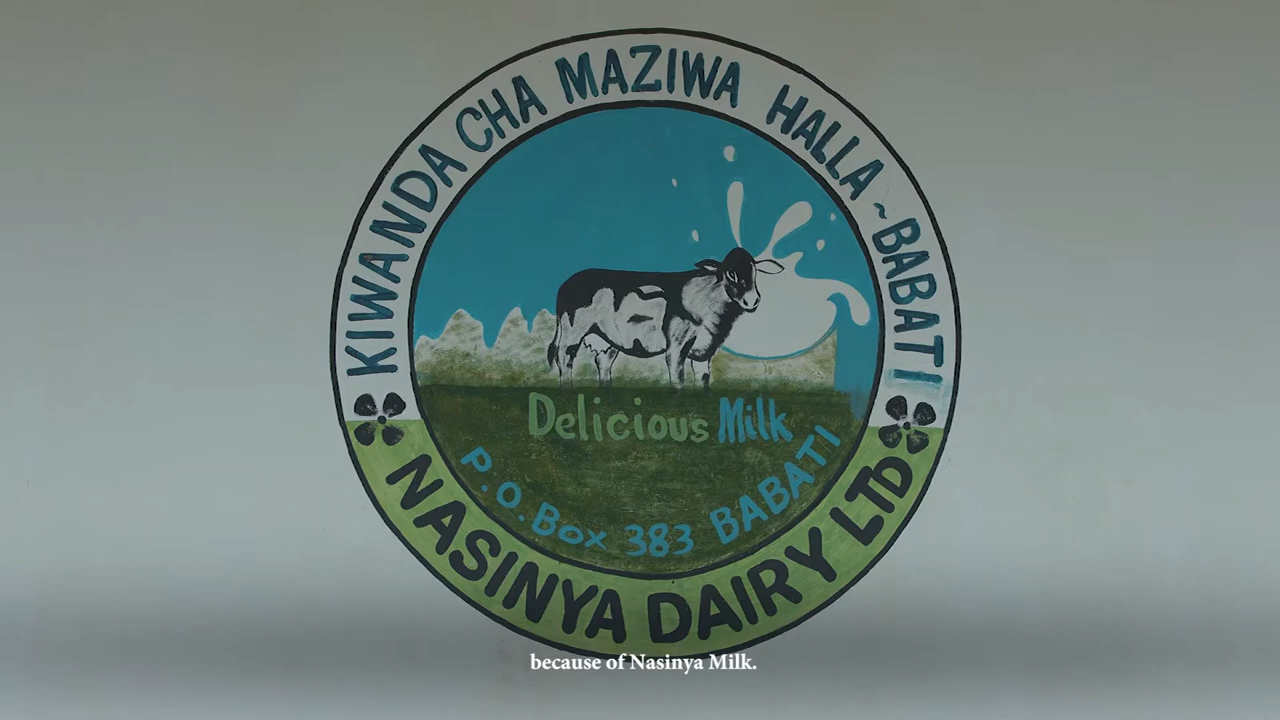 KIWANDA CHA MAZIWA HALLA~BABATI
Delicious Milk
P.O.Box 383 BABATI
NASINYA DAIRY LTD
because of Nasinya Milk.